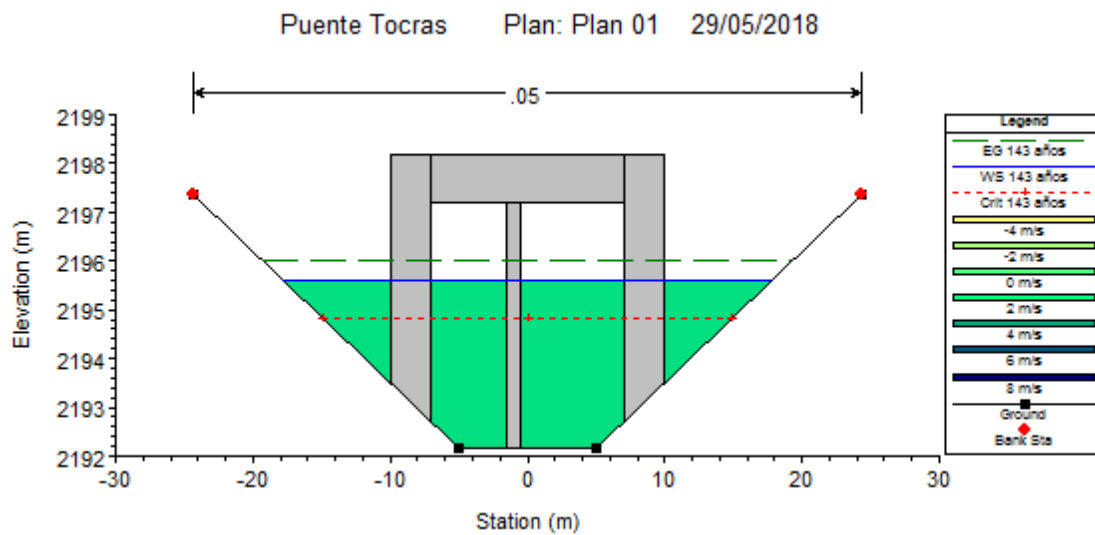 Puente Tocras Plan: Plan 01 29/05/2018
.05
2199
2198
2197
2196
2195
2194
2193
2192
Elevation (m)
-30
-20
-10
0
10
20
30
Station (m)
Legend
EG 143 años
WS 143 años
Crit 143 años
-4 m/s
-2 m/s
0 m/s
2 m/s
4 m/s
6 m/s
8 m/s
Ground
Bank Sta